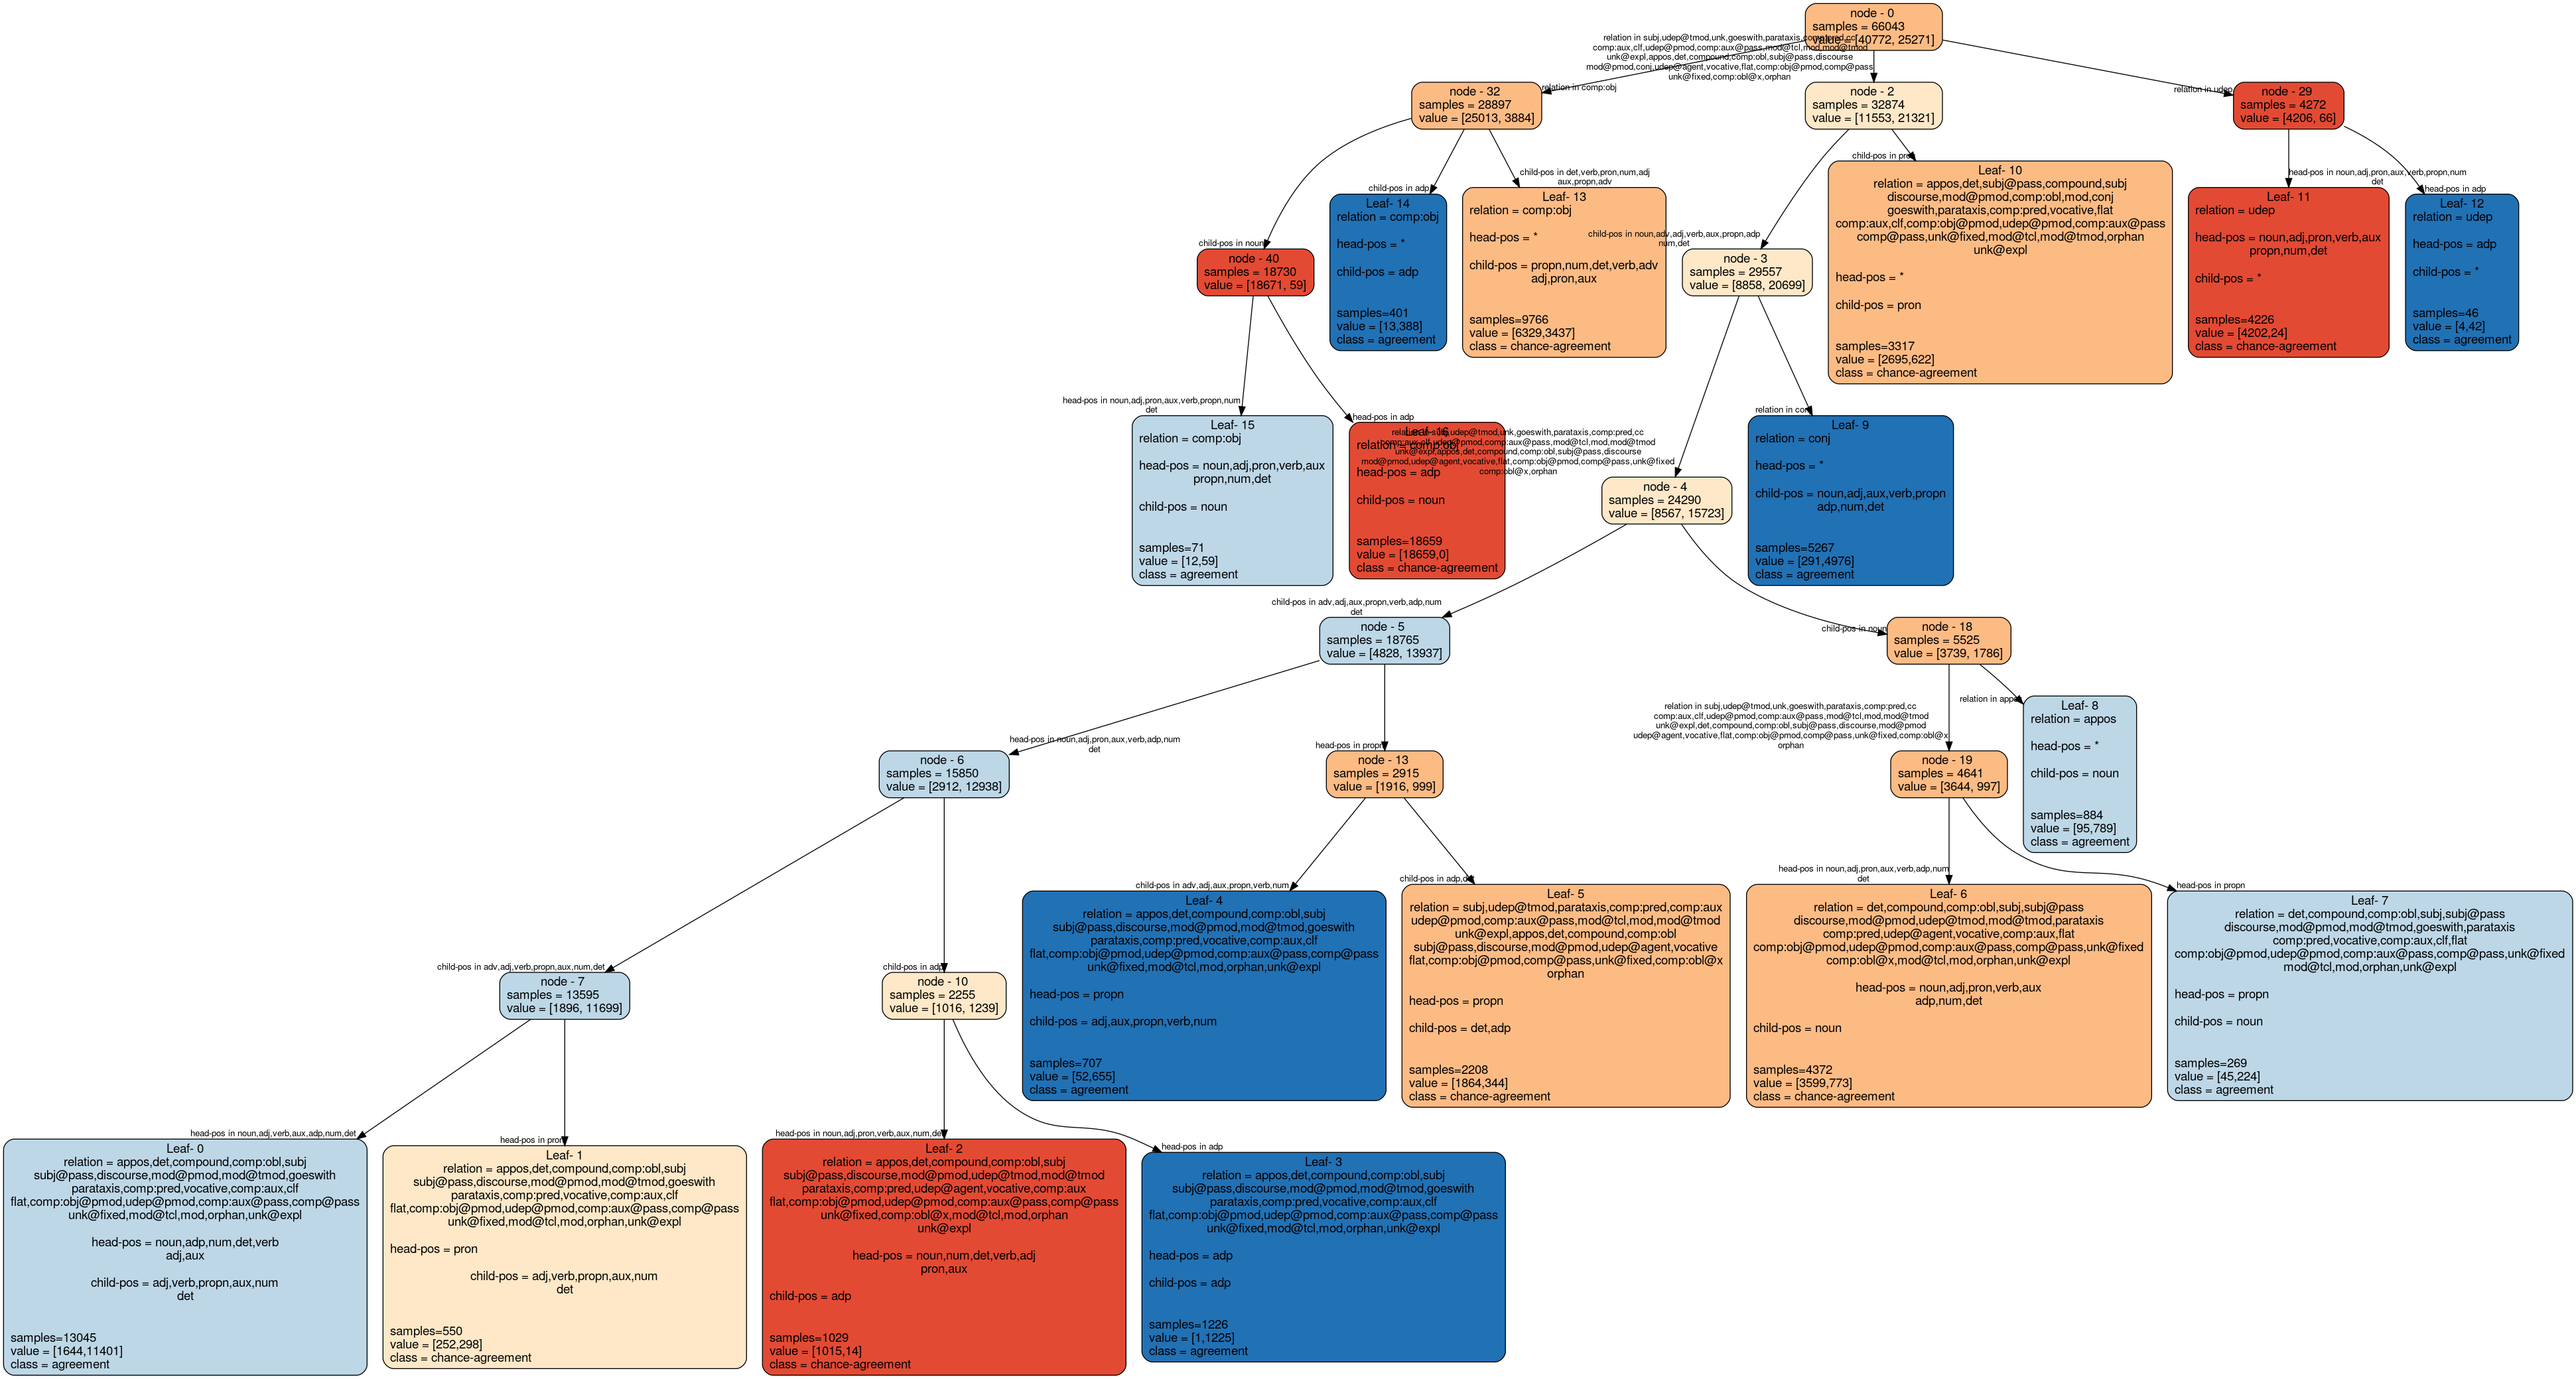 node - 0
samples = 66043
value = [40772, 25271]
relation in subj,udep@tmod,unk,goeswith,parataxis,comp:pred,cc
comp:aux,clf,udep@pmod,comp:aux@pass,mod@tcl,mod,mod@tmod
unk@expl,appos,det,compound,comp:obl,subj@pass,discourse
mod@pmod,conj,udep@agent,vocative,flat,comp:obj@pmod,comp@pass
unk@fixed,comp:obl@x,orphan
relation in comp:obj
node - 32
samples = 28897
value = [25013, 3884]
node - 2
samples = 32874
value = [11553, 21321]
relation in udep
node - 29
samples = 4272
value = [4206, 66]
child-pos in noun
node - 40
samples = 18730
value = [18671, 59]
child-pos in adp
Leaf- 14
relation = comp:obj
head-pos = *
child-pos = adp
samples=401
value = [13,388]
class = agreement
child-pos in det,verb,pron,num,adj
aux,propn,adv
Leaf- 13
relation = comp:obj
head-pos = *
child-pos = propn,num,det,verb,adv
adj,pron,aux
samples=9766
value = [6329,3437]
class = chance-agreement
child-pos in noun,adv,adj,verb,aux,propn,adp
num,det
node - 3
samples = 29557
value = [8858, 20699]
child-pos in pron
Leaf- 10
relation = appos,det,subj@pass,compound,subj
discourse,mod@pmod,comp:obl,mod,conj
goeswith,parataxis,comp:pred,vocative,flat
comp:aux,clf,comp:obj@pmod,udep@pmod,comp:aux@pass
comp@pass,unk@fixed,mod@tcl,mod@tmod,orphan
unk@expl
head-pos = *
child-pos = pron
samples=3317
value = [2695,622]
class = chance-agreement
head-pos in noun,adj,pron,aux,verb,propn,num
det
Leaf- 11
relation = udep
head-pos = noun,adj,pron,verb,aux
propn,num,det
child-pos = *
samples=4226
value = [4202,24]
class = chance-agreement
head-pos in adp
Leaf- 12
relation = udep
head-pos = adp
child-pos = *
samples=46
value = [4,42]
class = agreement
head-pos in noun,adj,pron,aux,verb,propn,num
det
Leaf- 15
relation = comp:obj
head-pos = noun,adj,pron,verb,aux
propn,num,det
child-pos = noun
samples=71
value = [12,59]
class = agreement
head-pos in adp
Leaf- 16
relation = comp:obj
head-pos = adp
child-pos = noun
samples=18659
value = [18659,0]
class = chance-agreement
relation in subj,udep@tmod,unk,goeswith,parataxis,comp:pred,cc
comp:aux,clf,udep@pmod,comp:aux@pass,mod@tcl,mod,mod@tmod
unk@expl,appos,det,compound,comp:obl,subj@pass,discourse
mod@pmod,udep@agent,vocative,flat,comp:obj@pmod,comp@pass,unk@fixed
comp:obl@x,orphan
node - 4
samples = 24290
value = [8567, 15723]
relation in conj
Leaf- 9
relation = conj
head-pos = *
child-pos = noun,adj,aux,verb,propn
adp,num,det
samples=5267
value = [291,4976]
class = agreement
child-pos in adv,adj,aux,propn,verb,adp,num
det
node - 5
samples = 18765
value = [4828, 13937]
child-pos in noun
node - 18
samples = 5525
value = [3739, 1786]
head-pos in noun,adj,pron,aux,verb,adp,num
det
node - 6
samples = 15850
value = [2912, 12938]
head-pos in propn
node - 13
samples = 2915
value = [1916, 999]
relation in subj,udep@tmod,unk,goeswith,parataxis,comp:pred,cc
comp:aux,clf,udep@pmod,comp:aux@pass,mod@tcl,mod,mod@tmod
unk@expl,det,compound,comp:obl,subj@pass,discourse,mod@pmod
udep@agent,vocative,flat,comp:obj@pmod,comp@pass,unk@fixed,comp:obl@x
orphan
node - 19
samples = 4641
value = [3644, 997]
relation in appos
Leaf- 8
relation = appos
head-pos = *
child-pos = noun
samples=884
value = [95,789]
class = agreement
child-pos in adv,adj,verb,propn,aux,num,det
node - 7
samples = 13595
value = [1896, 11699]
child-pos in adp
node - 10
samples = 2255
value = [1016, 1239]
child-pos in adv,adj,aux,propn,verb,num
Leaf- 4
relation = appos,det,compound,comp:obl,subj
subj@pass,discourse,mod@pmod,mod@tmod,goeswith
parataxis,comp:pred,vocative,comp:aux,clf
flat,comp:obj@pmod,udep@pmod,comp:aux@pass,comp@pass
unk@fixed,mod@tcl,mod,orphan,unk@expl
head-pos = propn
child-pos = adj,aux,propn,verb,num
samples=707
value = [52,655]
class = agreement
child-pos in adp,det
Leaf- 5
relation = subj,udep@tmod,parataxis,comp:pred,comp:aux
udep@pmod,comp:aux@pass,mod@tcl,mod,mod@tmod
unk@expl,appos,det,compound,comp:obl
subj@pass,discourse,mod@pmod,udep@agent,vocative
flat,comp:obj@pmod,comp@pass,unk@fixed,comp:obl@x
orphan
head-pos = propn
child-pos = det,adp
samples=2208
value = [1864,344]
class = chance-agreement
head-pos in noun,adj,pron,aux,verb,adp,num
det
Leaf- 6
relation = det,compound,comp:obl,subj,subj@pass
discourse,mod@pmod,udep@tmod,mod@tmod,parataxis
comp:pred,udep@agent,vocative,comp:aux,flat
comp:obj@pmod,udep@pmod,comp:aux@pass,comp@pass,unk@fixed
comp:obl@x,mod@tcl,mod,orphan,unk@expl
head-pos = noun,adj,pron,verb,aux
adp,num,det
child-pos = noun
samples=4372
value = [3599,773]
class = chance-agreement
head-pos in propn
Leaf- 7
relation = det,compound,comp:obl,subj,subj@pass
discourse,mod@pmod,mod@tmod,goeswith,parataxis
comp:pred,vocative,comp:aux,clf,flat
comp:obj@pmod,udep@pmod,comp:aux@pass,comp@pass,unk@fixed
mod@tcl,mod,orphan,unk@expl
head-pos = propn
child-pos = noun
samples=269
value = [45,224]
class = agreement
head-pos in noun,adj,verb,aux,adp,num,det
Leaf- 0
relation = appos,det,compound,comp:obl,subj
subj@pass,discourse,mod@pmod,mod@tmod,goeswith
parataxis,comp:pred,vocative,comp:aux,clf
flat,comp:obj@pmod,udep@pmod,comp:aux@pass,comp@pass
unk@fixed,mod@tcl,mod,orphan,unk@expl
head-pos = noun,adp,num,det,verb
adj,aux
child-pos = adj,verb,propn,aux,num
det
samples=13045
value = [1644,11401]
class = agreement
head-pos in pron
Leaf- 1
relation = appos,det,compound,comp:obl,subj
subj@pass,discourse,mod@pmod,mod@tmod,goeswith
parataxis,comp:pred,vocative,comp:aux,clf
flat,comp:obj@pmod,udep@pmod,comp:aux@pass,comp@pass
unk@fixed,mod@tcl,mod,orphan,unk@expl
head-pos = pron
child-pos = adj,verb,propn,aux,num
det
samples=550
value = [252,298]
class = chance-agreement
head-pos in noun,adj,pron,verb,aux,num,det
Leaf- 2
relation = appos,det,compound,comp:obl,subj
subj@pass,discourse,mod@pmod,udep@tmod,mod@tmod
parataxis,comp:pred,udep@agent,vocative,comp:aux
flat,comp:obj@pmod,udep@pmod,comp:aux@pass,comp@pass
unk@fixed,comp:obl@x,mod@tcl,mod,orphan
unk@expl
head-pos = noun,num,det,verb,adj
pron,aux
child-pos = adp
samples=1029
value = [1015,14]
class = chance-agreement
head-pos in adp
Leaf- 3
relation = appos,det,compound,comp:obl,subj
subj@pass,discourse,mod@pmod,mod@tmod,goeswith
parataxis,comp:pred,vocative,comp:aux,clf
flat,comp:obj@pmod,udep@pmod,comp:aux@pass,comp@pass
unk@fixed,mod@tcl,mod,orphan,unk@expl
head-pos = adp
child-pos = adp
samples=1226
value = [1,1225]
class = agreement